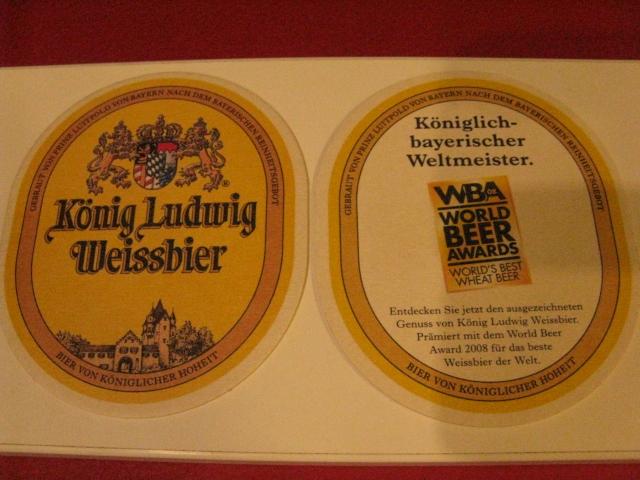 GEBRAUT VON PRINZ LUITPOLD VON BAYERN NACH DEM BAYERISCHEN REINHEITSGEBOT
König Ludwig
Weissbier
BIER VON KÖNIGLICHER HOHEIT
GEBRAUT VON PRINZ LUITPOLD VON BAYERN NACH DEM BAYERISCHEN REINHEITSGEBOT
Königlich-
bayerischer
Weltmeister.
WBA 08
WORLD
BEER
AWARDS
WORLD'S BEST
WHEAT BEER
Entdecken Sie jetzt den ausgezeichneten
Genuss von König Ludwig Weissbier.
Prämiert mit dem World Beer
Award 2008 für das beste
Weissbier der Welt.
BIER VON KÖNIGLICHER HOHEIT